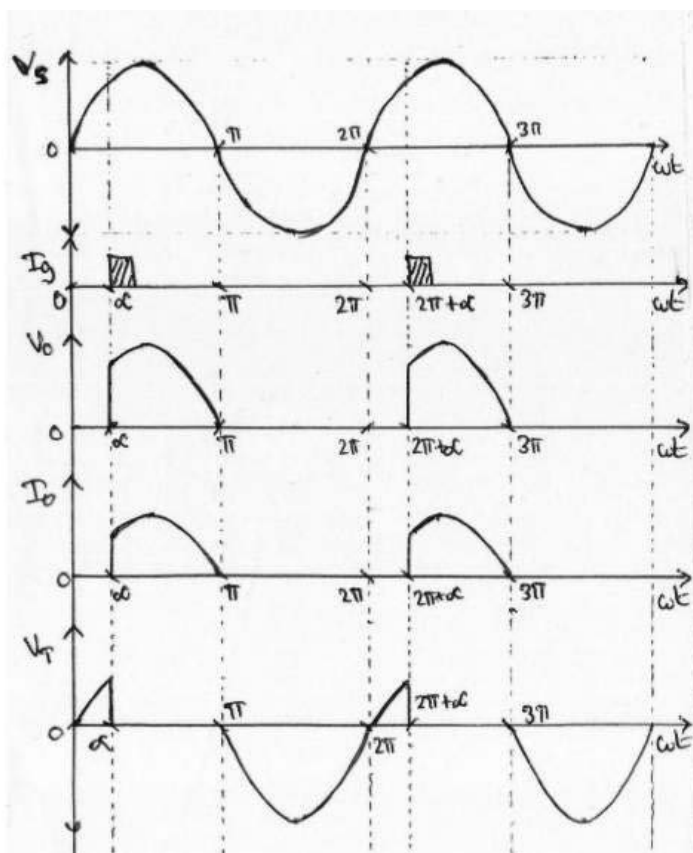 Vs
π 2π 3π
0 ωt
Ig
0 α π 2π 2π+α 3π ωt
Vo
0
α π 2π 2π+α 3π ωt
Io
0
α π 2π 2π+α 3π ωt
VT
π 2π+α 3π
0 α 2π ωt